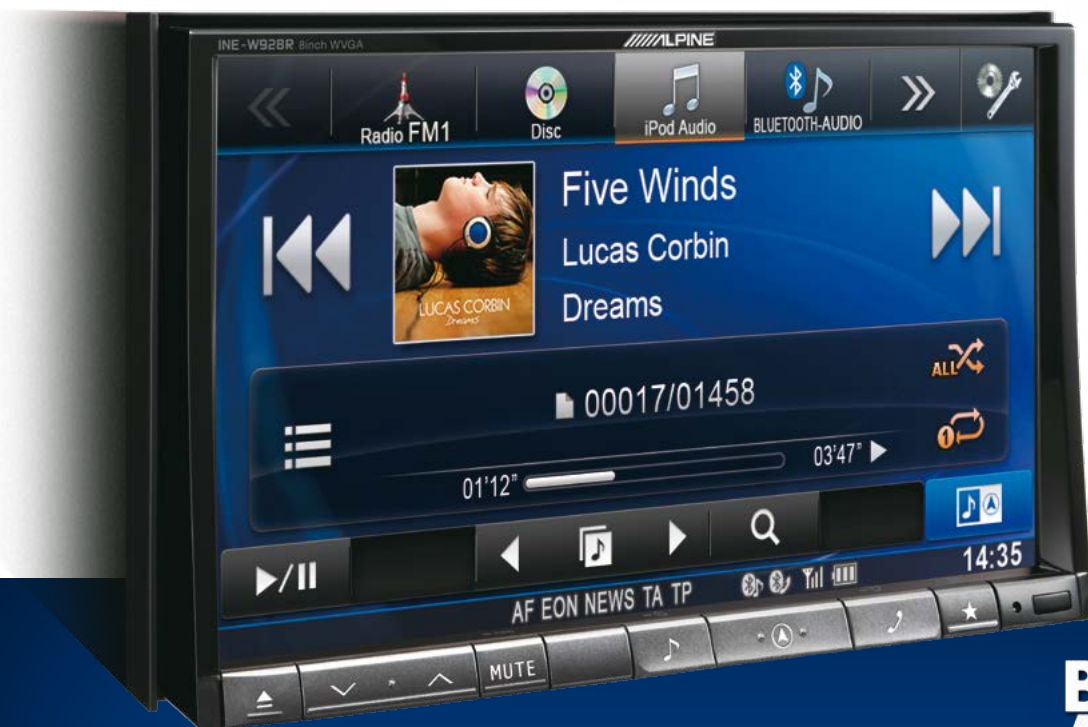 INE-W928R 8inch WVGA
ALPINE
Radio FM1
Disc
iPod Audio
BLUETOOTH-AUDIO
Five Winds
Lucas Corbin
Dreams
LUCAS CORBIN
Dreams
ALL
00017/01458
1
01'12"
03'47"
14:35
AF EON NEWS TA TP
MUTE